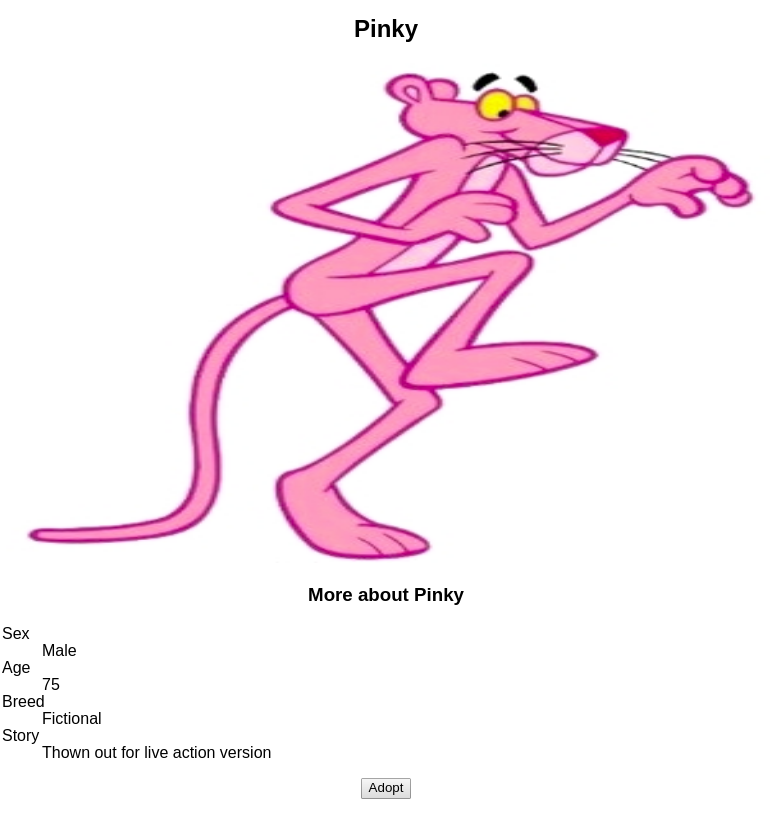 Pinky
More about Pinky
Sex
Male
Age
75
Breed
Fictional
Story
Thown out for live action version
Adopt